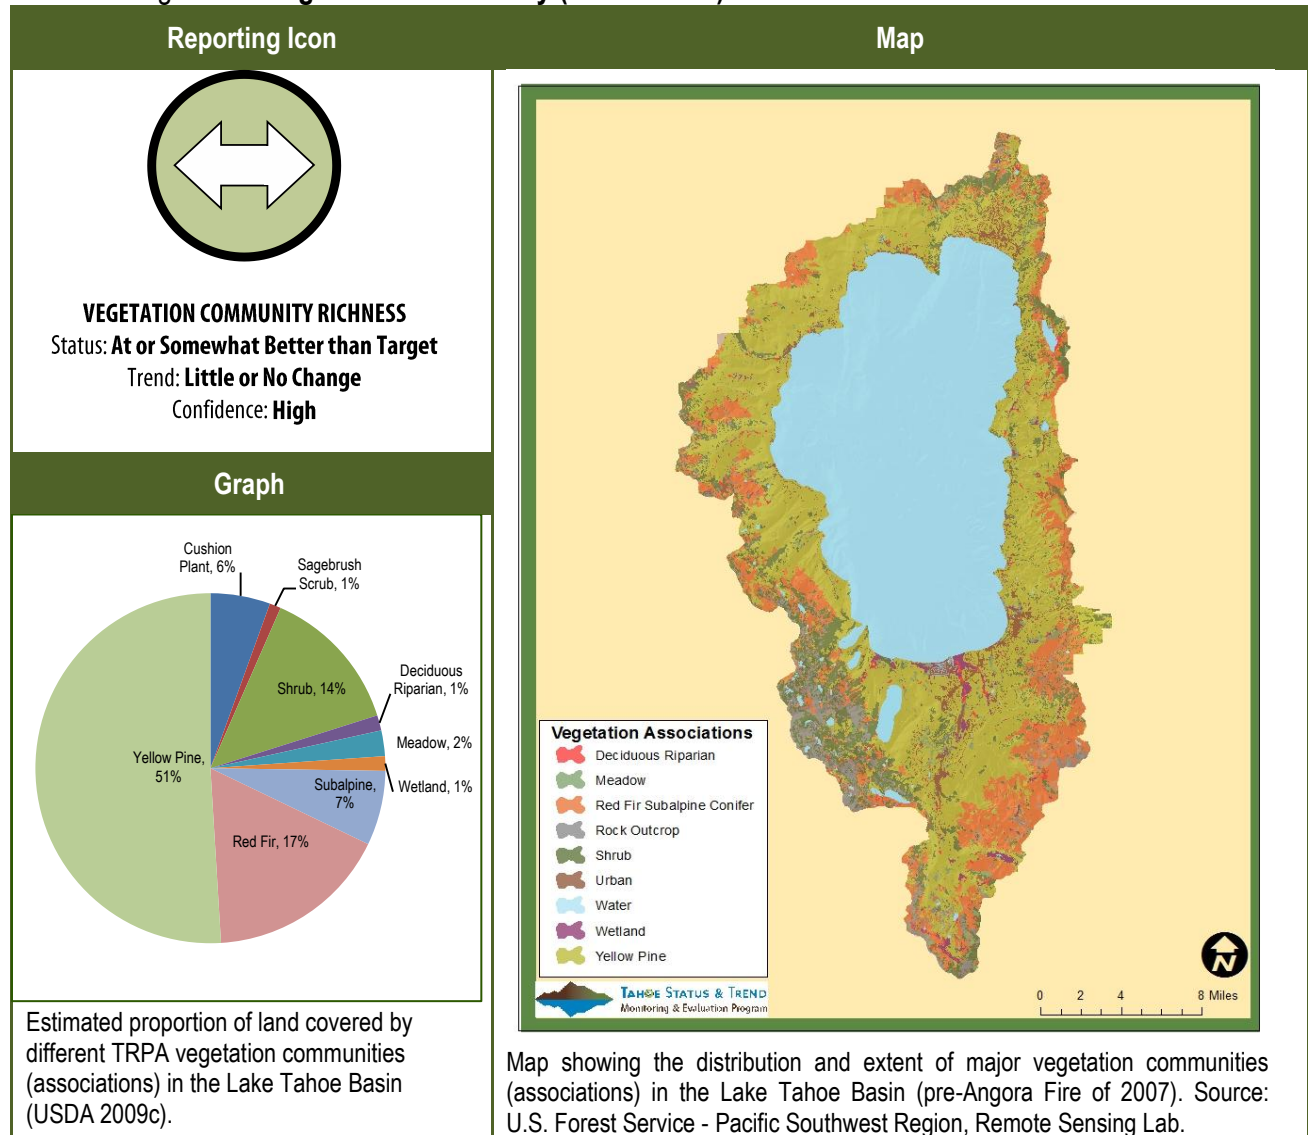 Reporting Icon
Map
VEGETATION COMMUNITY RICHNESS
Status: At or Somewhat Better than Target
Trend: Little or No Change
Confidence: High
Graph
Cushion
Plant, 6%
Sagebrush
Scrub, 1%
Shrub, 14%
Deciduous
Riparian, 1%
Meadow, 2%
Wetland, 1%
Subalpine,
7%
Red Fir, 17%
Yellow Pine,
51%
Estimated proportion of land covered by
different TRPA vegetation communities
(associations) in the Lake Tahoe Basin
(USDA 2009c).
Vegetation Associations
Deciduous Riparian
Meadow
Red Fir Subalpine Conifer
Rock Outcrop
Shrub
Urban
Water
Wetland
Yellow Pine
TAHOE STATUS & TREND
Monitoring & Evaluation Program
N
0 2 4 8 Miles
Map showing the distribution and extent of major vegetation communities
(associations) in the Lake Tahoe Basin (pre-Angora Fire of 2007). Source:
U.S. Forest Service - Pacific Southwest Region, Remote Sensing Lab.